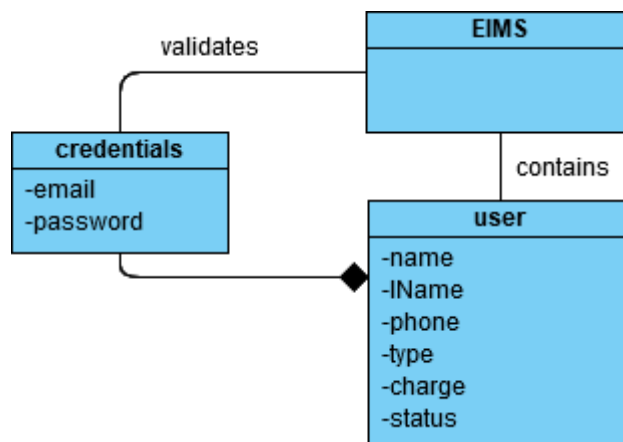 validates
EIMS
credentials
-email
-password
contains
user
-name
-lName
-phone
-type
-charge
-status